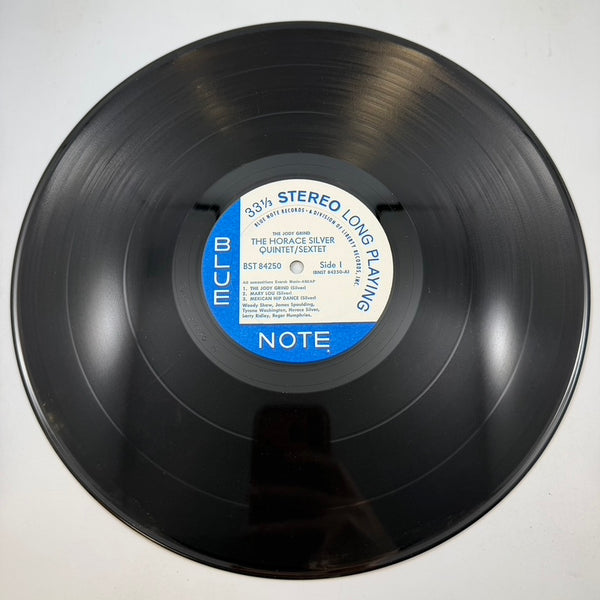 33⅓ STEREO LONG PLAYING
BLUE NOTE RECORDS • A DIVISION OF LIBERTY RECORDS, INC.
THE JODY GRIND
THE HORACE SILVER
QUINTET/SEXTET
BST 84250
Side 1
(BNST 84250-A)
All compositions Ecaroh Music-ASCAP
1. THE JODY GRIND (Silver)
2. MARY LOU (Silver)
3. MEXICAN HIP DANCE (Silver)
Woody Shaw, James Spaulding,
Tyrone Washington, Horace Silver,
Larry Ridley, Roger Humphries.
BLUE
NOTE